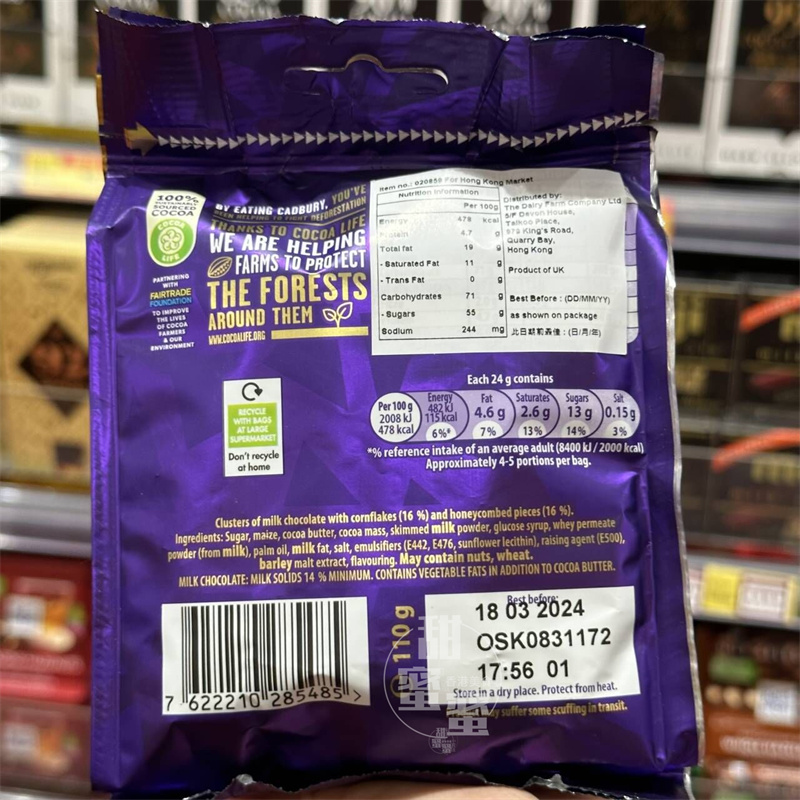 100%
SUSTAINABLY
SOURCED
COCOA
COCOA
LIFE
PARTNERING
WITH
FAIRTRADE
FOUNDATION
TO IMPROVE
THE LIVES
OF COCOA
FARMERS
& OUR
ENVIRONMENT
BY EATING CADBURY, YOU'VE
BEEN HELPING TO FIGHT DEFORESTATION
THANKS TO COCOA LIFE
WE ARE HELPING
FARMS TO PROTECT
THE FORESTS
AROUND THEM
WWW.COCOALIFE.ORG
Item no.: 020859 For Hong Kong Market
Nutrition Information
Per 100g
Energy 478 kcal
Protein 4.7 g
Total fat 19 g
- Saturated Fat 11 g
- Trans Fat 0 g
Carbohydrates 71 g
- Sugars 55 g
Sodium 244 mg
Distributed by:
The Dairy Farm Company Ltd
5/F Devon House,
Taikoo Place,
979 King's Road,
Quarry Bay,
Hong Kong
Product of UK
Best Before : (DD/MM/YY)
as shown on package
此日期前最佳 : (日/月/年)
RECYCLE
WITH BAGS
AT LARGE
SUPERMARKET
Don't recycle
at home
Each 24 g contains
Per 100 g
2008 kJ
478 kcal
Energy
482 kJ
115 kcal
6%*
Fat
4.6 g
7%
Saturates
2.6 g
13%
Sugars
13 g
14%
Salt
0.15 g
3%
*% reference intake of an average adult (8400 kJ / 2000 kcal)
Approximately 4-5 portions per bag.
Clusters of milk chocolate with cornflakes (16 %) and honeycombed pieces (16 %).
Ingredients: Sugar, maize, cocoa butter, cocoa mass, skimmed milk powder, glucose syrup, whey permeate
powder (from milk), palm oil, milk fat, salt, emulsifiers (E442, E476, sunflower lecithin), raising agent (E500),
barley malt extract, flavouring. May contain nuts, wheat.
MILK CHOCOLATE: MILK SOLIDS 14 % MINIMUM. CONTAINS VEGETABLE FATS IN ADDITION TO COCOA BUTTER.
7 622210 285485 >
110 g
Best before:
18 03 2024
OSK0831172
17:56 01
Store in a dry place. Protect from heat.
may suffer some scuffing in transit.
甜
蜜蜜